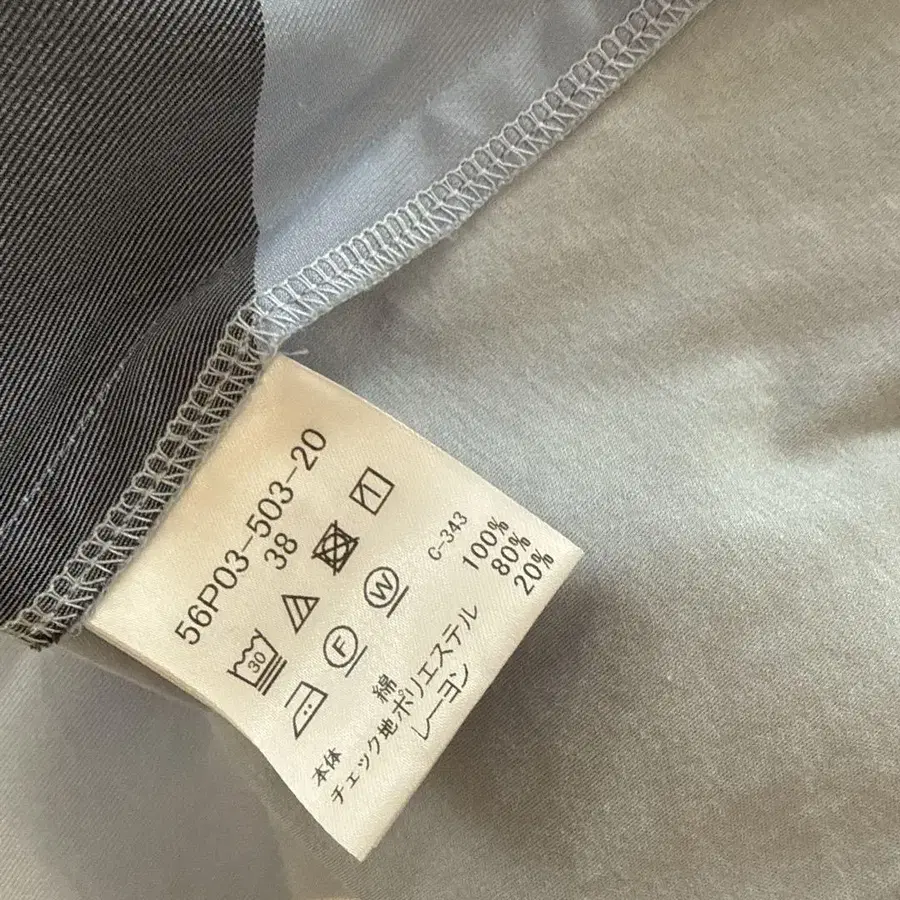 56P03-503-20
38
30
F W
C-343
本体 綿 100%
チェック地 ポリエステル 80%
レーヨン 20%